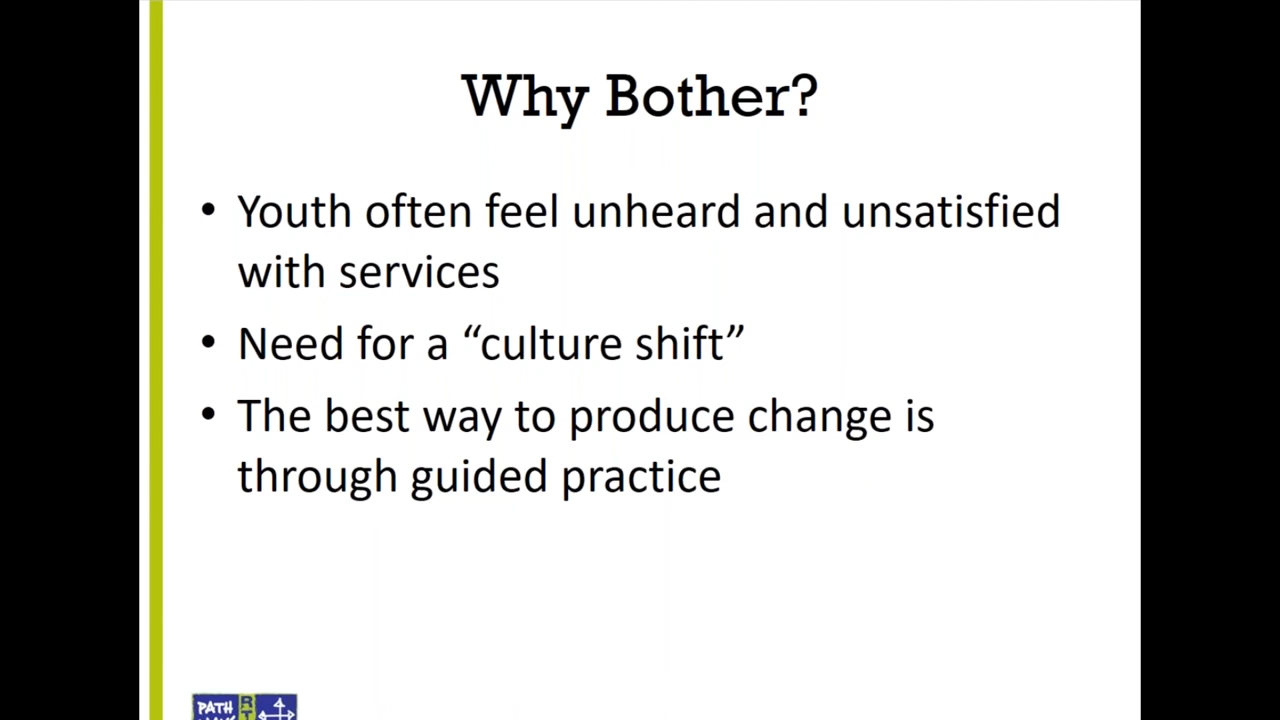 Why Bother?
• Youth often feel unheard and unsatisfied
with services
• Need for a “culture shift”
• The best way to produce change is
through guided practice
PATH